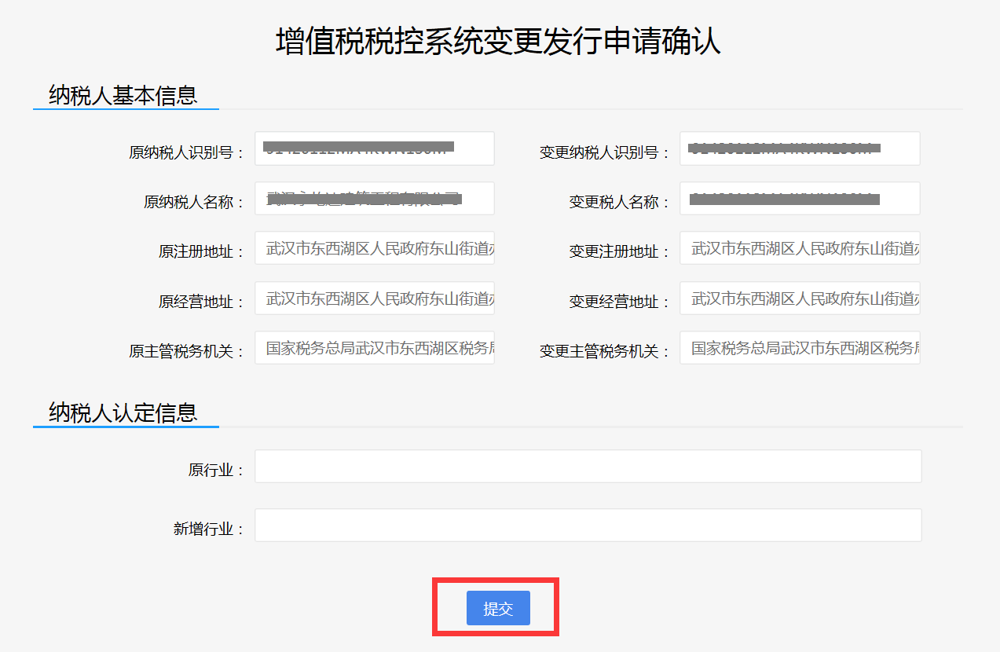 增值税税控系统变更发行申请确认
纳税人基本信息
原纳税人识别号： 变更纳税人识别号：
原纳税人名称： 变更税人名称：
原注册地址： 武汉市东西湖区人民政府东山街道 变更注册地址： 武汉市东西湖区人民政府东山街道
原经营地址： 武汉市东西湖区人民政府东山街道 变更经营地址： 武汉市东西湖区人民政府东山街道
原主管税务机关： 国家税务总局武汉市东西湖区税务 变更主管税务机关： 国家税务总局武汉市东西湖区税务
纳税人认定信息
原行业：
新增行业：
提交